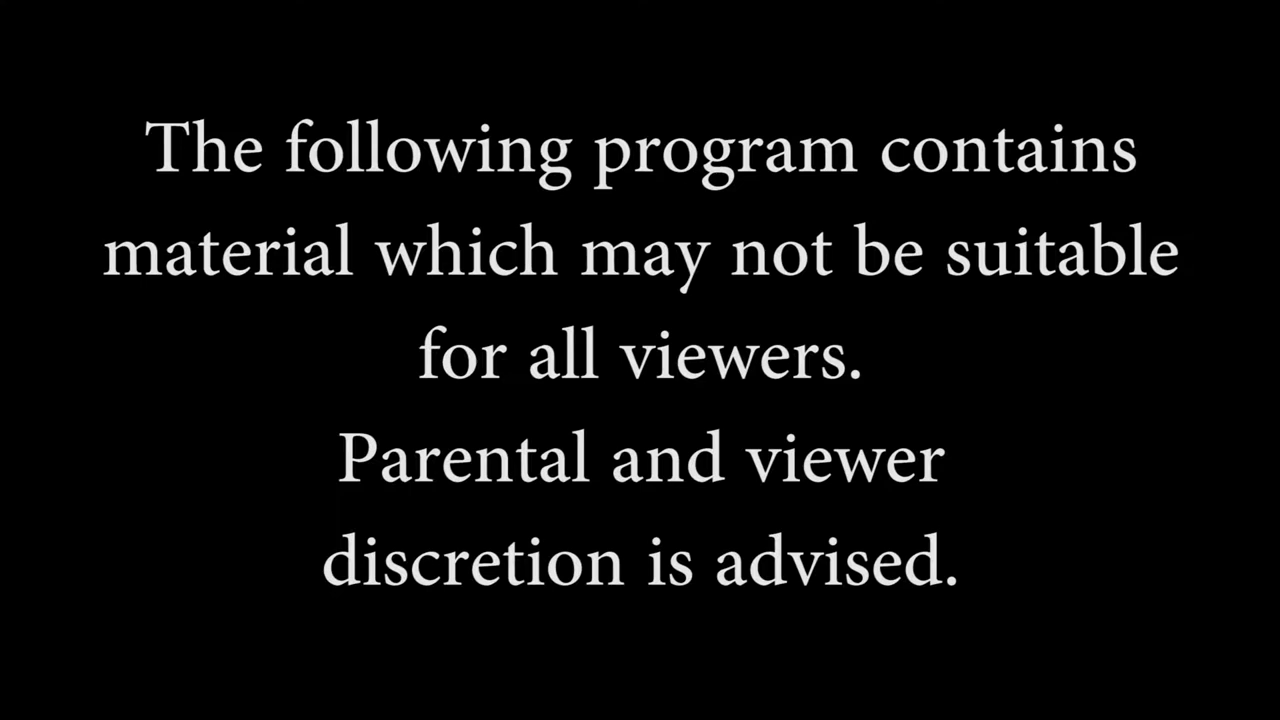 The following program contains
material which may not be suitable
for all viewers.
Parental and viewer
discretion is advised.